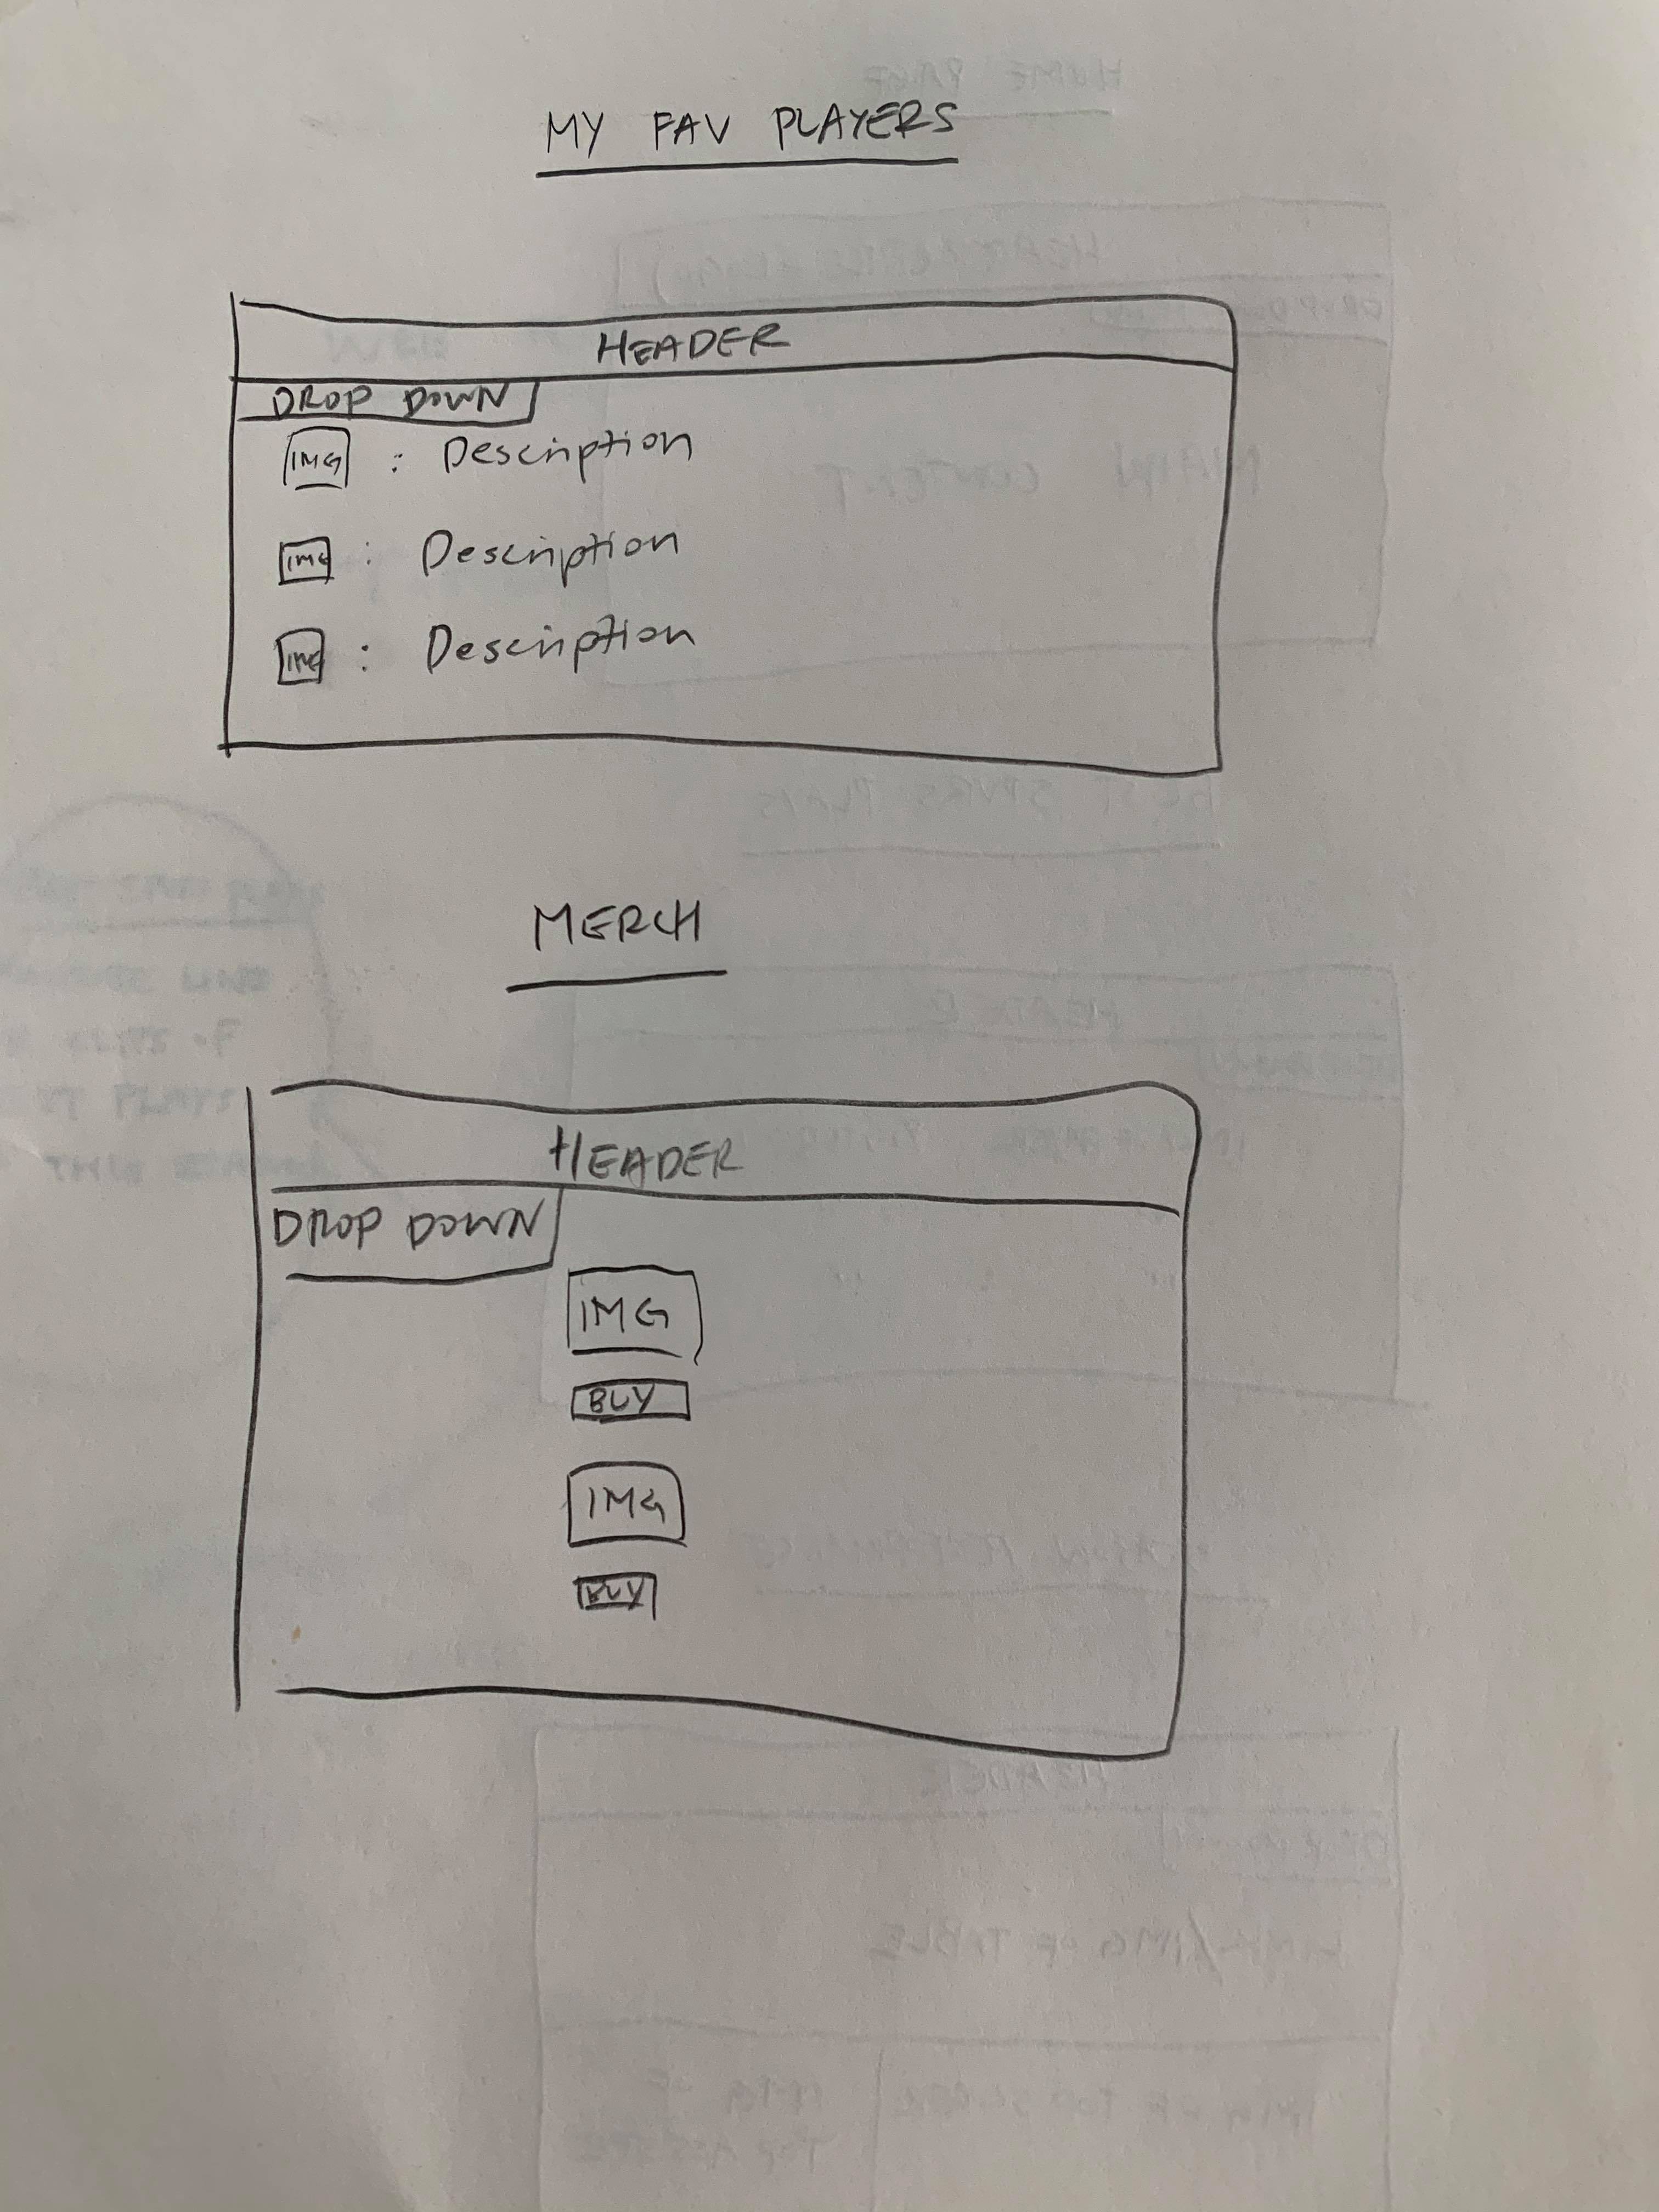 MY FAV PLAYERS
HEADER
DROP DOWN
IMG : Description
IMG : Description
IMG : Description
MERCH
HEADER
DROP DOWN
IMG
BUY
IMG
BUY